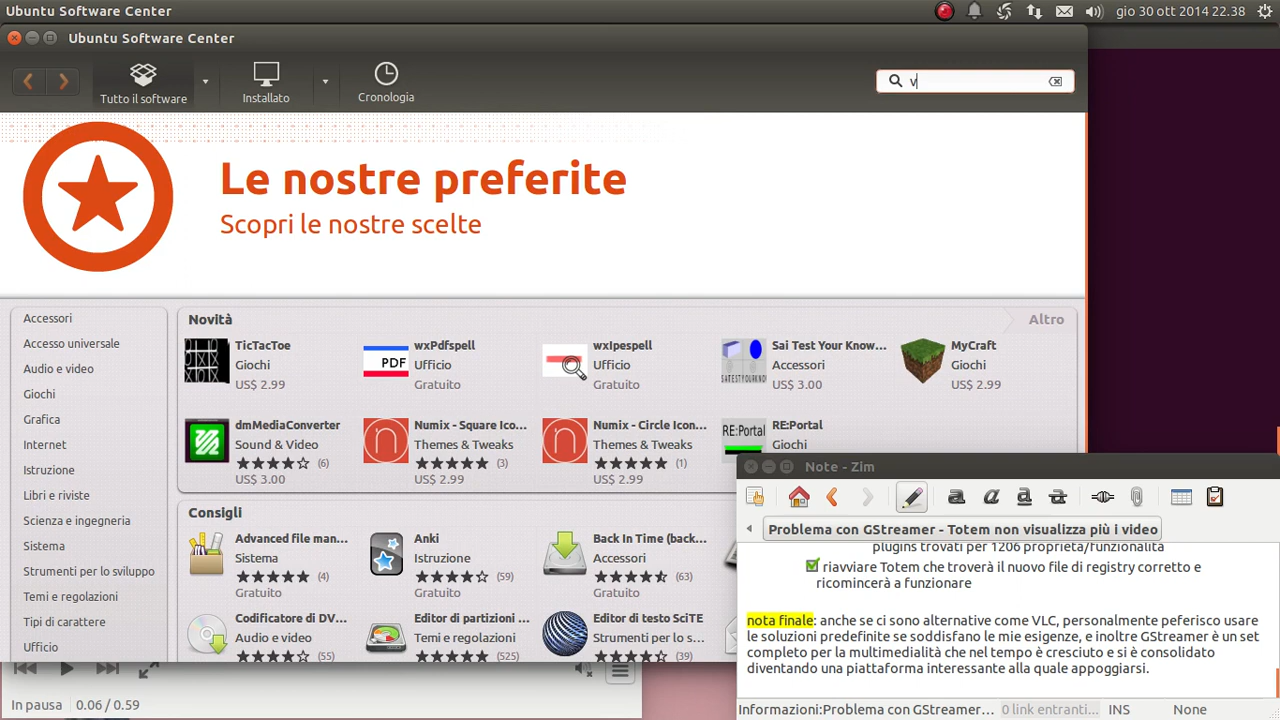 Ubuntu Software Center
gio 30 ott 2014 22.38
Ubuntu Software Center
Tutto il software
Installato
Cronologia
v
Le nostre preferite
Scopri le nostre scelte
Accessori
Accesso universale
Audio e video
Giochi
Grafica
Internet
Istruzione
Libri e riviste
Scienza e ingegneria
Sistema
Strumenti per lo sviluppo
Temi e regolazioni
Tipi di carattere
Ufficio
Novità
Altro
TicTacToe
Giochi
US$ 2.99
PDF
wxPdfspell
Ufficio
Gratuito
wxIpespell
Ufficio
Gratuito
SATESTYOURKNO
Sai Test Your Know...
Accessori
US$ 3.00
MyCraft
Giochi
US$ 2.99
dmMediaConverter
Sound & Video
(6)
US$ 3.00
n
Numix - Square Ico...
Themes & Tweaks
(3)
US$ 2.99
n
Numix - Circle Icon...
Themes & Tweaks
(1)
US$ 2.99
RE:Portal
RE:Portal
Giochi
Consigli
Advanced file man...
Sistema
(4)
Gratuito
Anki
Istruzione
(59)
Gratuito
Back In Time (back...
Accessori
(63)
Gratuito
Codificatore di DV...
Audio e video
(55)
Editor di partizioni ...
Temi e regolazioni
(525)
Editor di testo SciTE
Strumenti per lo s...
(39)
In pausa
0.06 / 0.59
Note - Zim
Problema con GStreamer - Totem non visualizza più i video
plugins trovati per 1206 proprietà/funzionalità
riavviare Totem che troverà il nuovo file di registry corretto e
ricomincerà a funzionare
nota finale: anche se ci sono alternative come VLC, personalmente peferisco usare
le soluzioni predefinite se soddisfano le mie esigenze, e inoltre GStreamer è un set
completo per la multimedialità che nel tempo è cresciuto e si è consolidato
diventando una piattaforma interessante alla quale appoggiarsi.
Informazioni:Problema con GStreamer...
0 link entranti...
INS
None